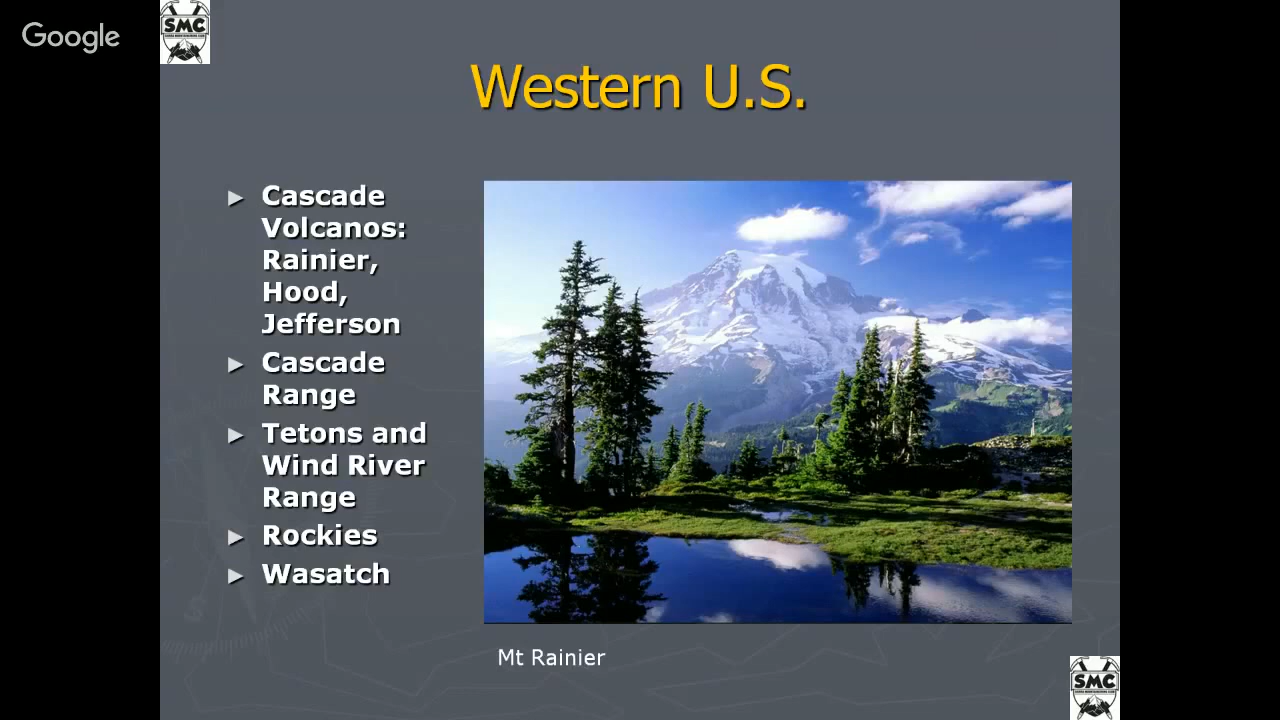 Google
SMC
Western U.S.
► Cascade
Volcanos:
Rainier,
Hood,
Jefferson
► Cascade
Range
► Tetons and
Wind River
Range
► Rockies
► Wasatch
Mt Rainier
SMC